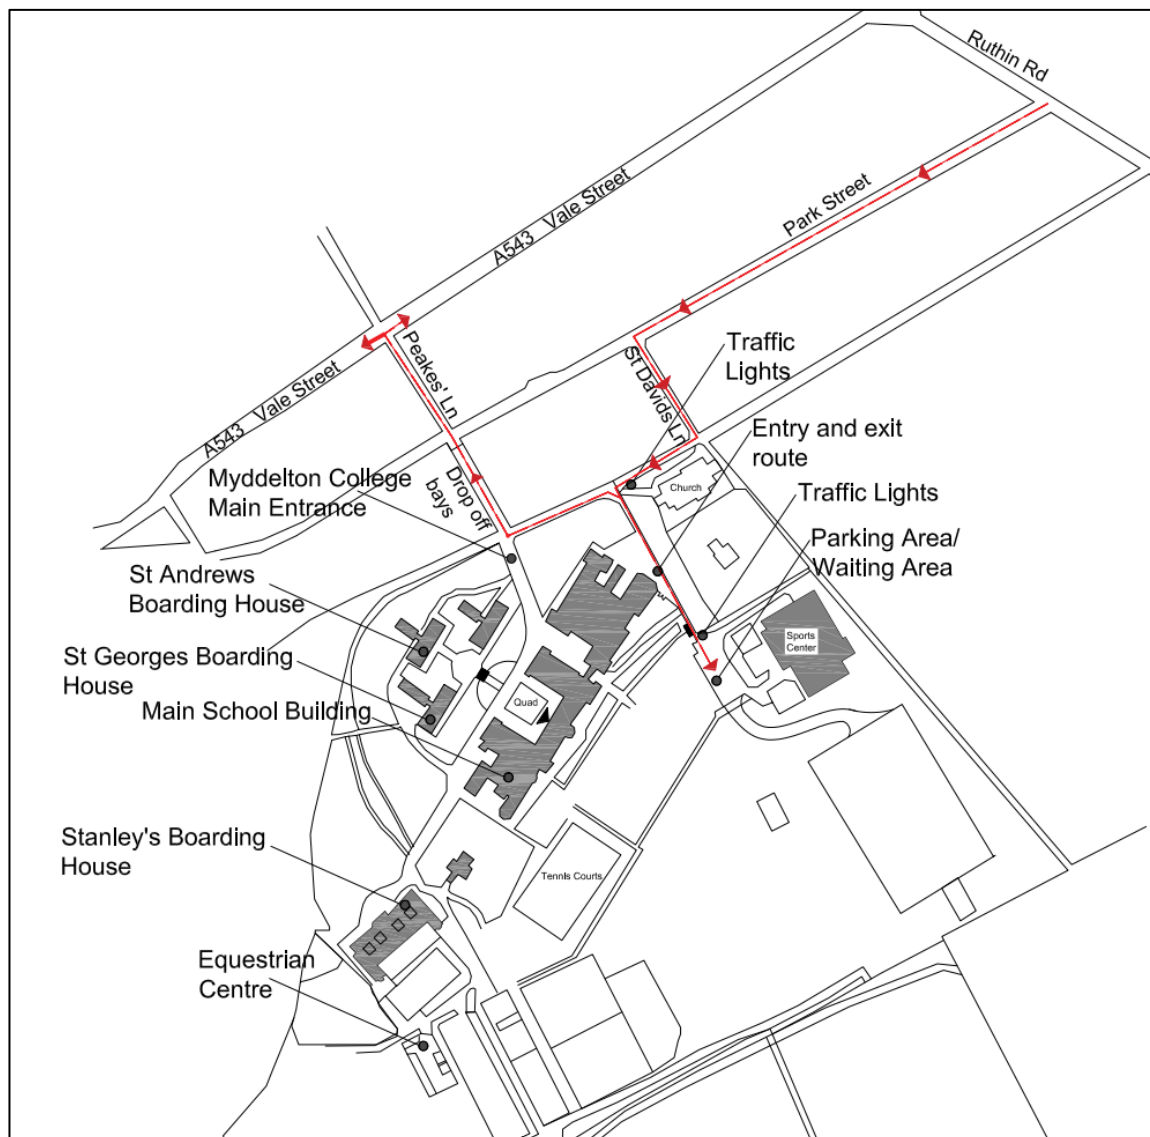 Ruthin Rd
A543   Vale Street
Park Street
Traffic
Lights
Peakes' Ln
St Davids Ln
A543   Vale Street
Entry and exit
route
Myddelton College
Main Entrance
Drop off
bays
Church
Traffic Lights
Parking Area/
Waiting Area
St Andrews
Boarding House
Sports
Center
St Georges Boarding
House
Quad
Main School Building
Stanley's Boarding
House
Tennis Courts
Equestrian
Centre